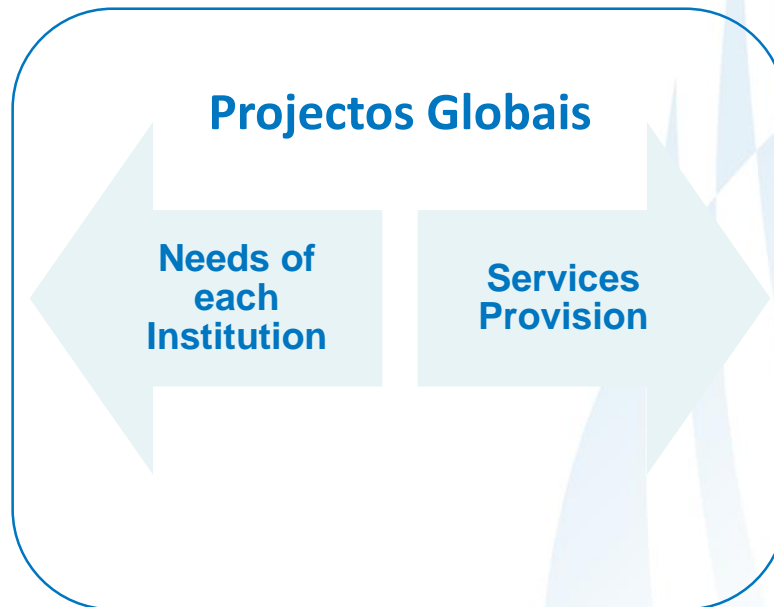 Projectos Globais
Needs of
each
Institution
Services
Provision